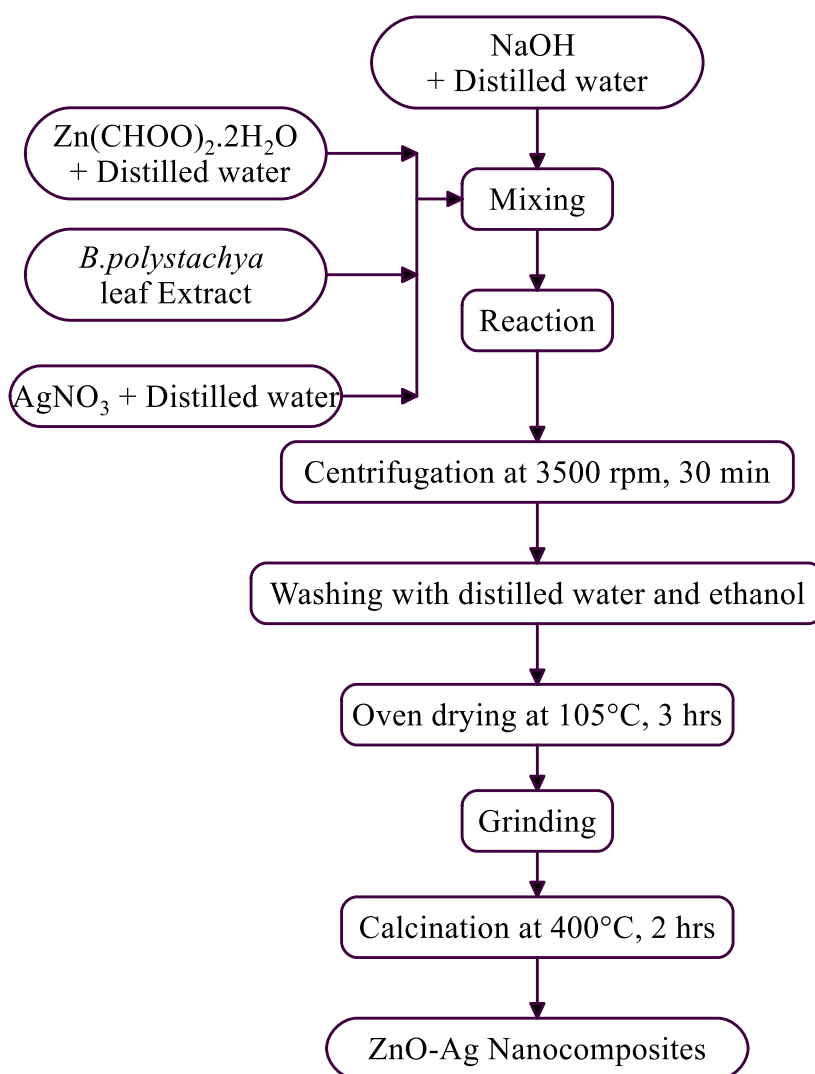 NaOH
+ Distilled water
Zn(CHOO)₂.2H₂O
+ Distilled water
Mixing
B.polystachya
leaf Extract
Reaction
AgNO₃ + Distilled water
Centrifugation at 3500 rpm, 30 min
Washing with distilled water and ethanol
Oven drying at 105°C, 3 hrs
Grinding
Calcination at 400°C, 2 hrs
ZnO-Ag Nanocomposites